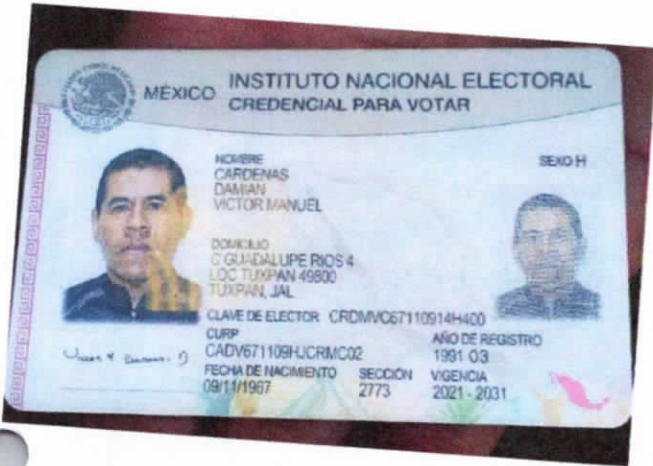 MÉXICO INSTITUTO NACIONAL ELECTORAL
CREDENCIAL PARA VOTAR
NOMBRE
SEXO H
CARDENAS
DAMIAN
VICTOR MANUEL
DOMICILIO
C GUADALUPE RIOS 4
LOC TUXPAN 49800
TUXPAN, JAL.
CLAVE DE ELECTOR CRDMVC67110914H400
CURP
CADV671109HJCRMC02
AÑO DE REGISTRO
1991 03
FECHA DE NACIMIENTO
09/11/1967
SECCIÓN
2773
VIGENCIA
2021 - 2031